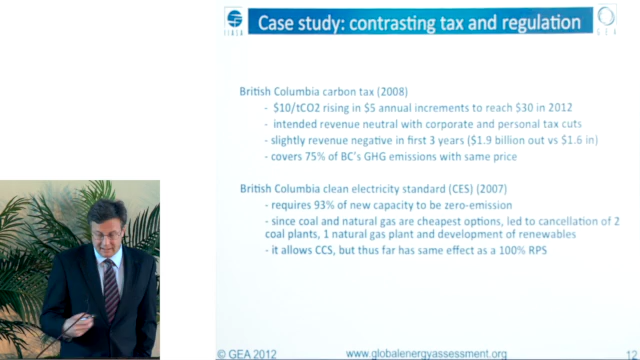 Case study: contrasting tax and regulation
IIASA
GEA
British Columbia carbon tax (2008)
- $10/tCO2 rising in $5 annual increments to reach $30 in 2012
- intended revenue neutral with corporate and personal tax cuts
- slightly revenue negative in first 3 years ($1.9 billion out vs $1.6 in)
- covers 75% of BC's GHG emissions with same price
British Columbia clean electricity standard (CES) (2007)
- requires 93% of new capacity to be zero-emission
- since coal and natural gas are cheapest options, led to cancellation of 2
coal plants, 1 natural gas plant and development of renewables
- it allows CCS, but thus far has same effect as a 100% RPS
© GEA 2012
www.globalenergyassessment.org
12